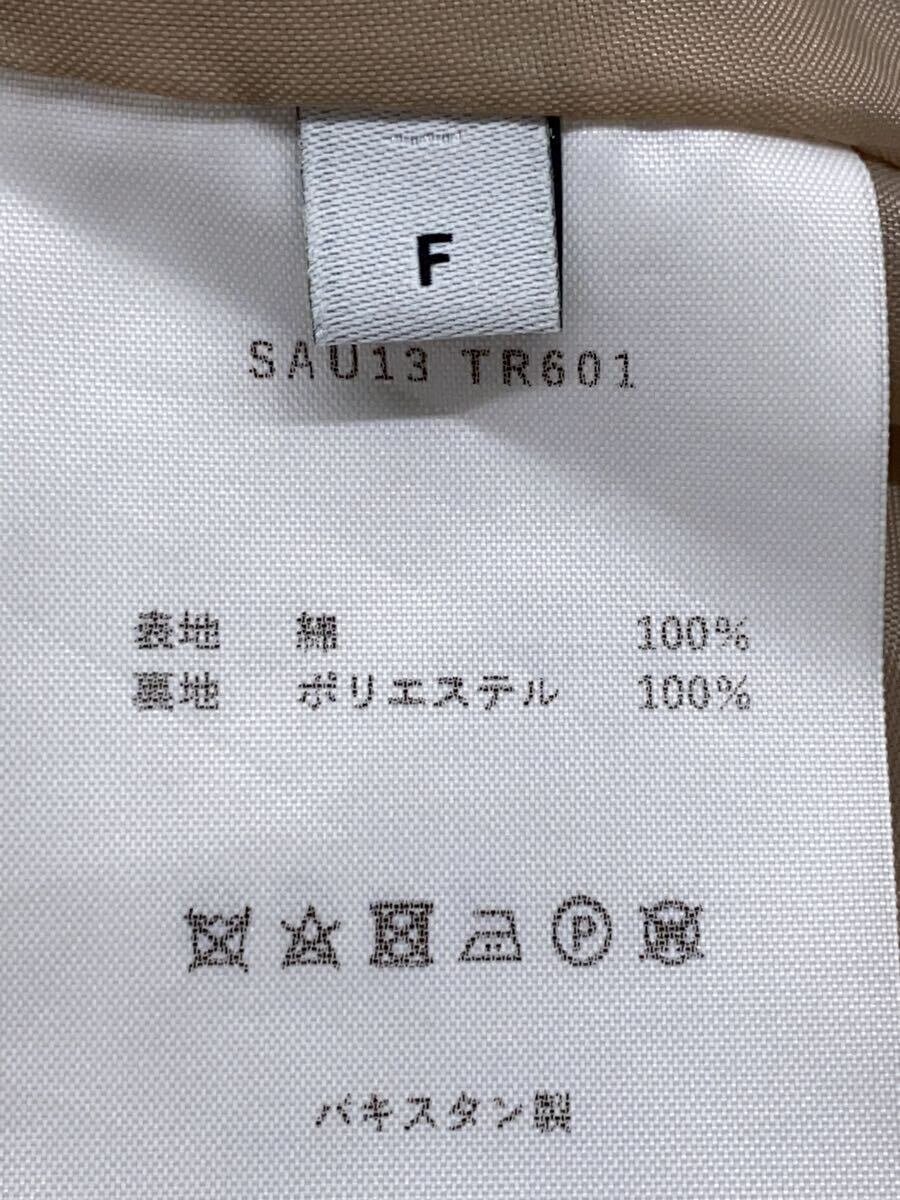 F
SAU13 TR601
表地 綿 100%
裏地 ポリエステル 100%
P
W
パキスタン製